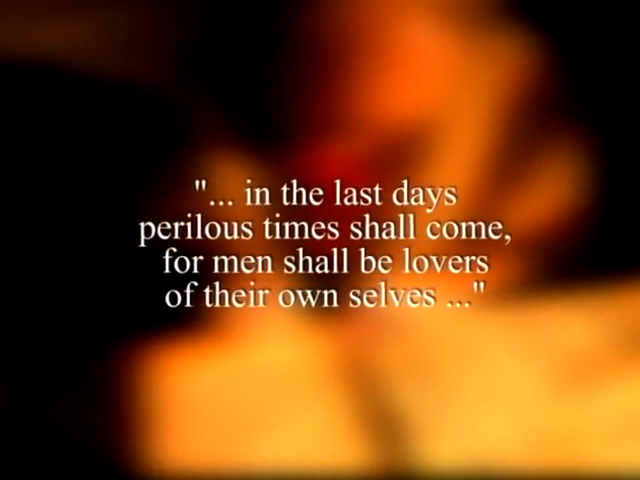 "... in the last days
perilous times shall come,
for men shall be lovers
of their own selves ..."